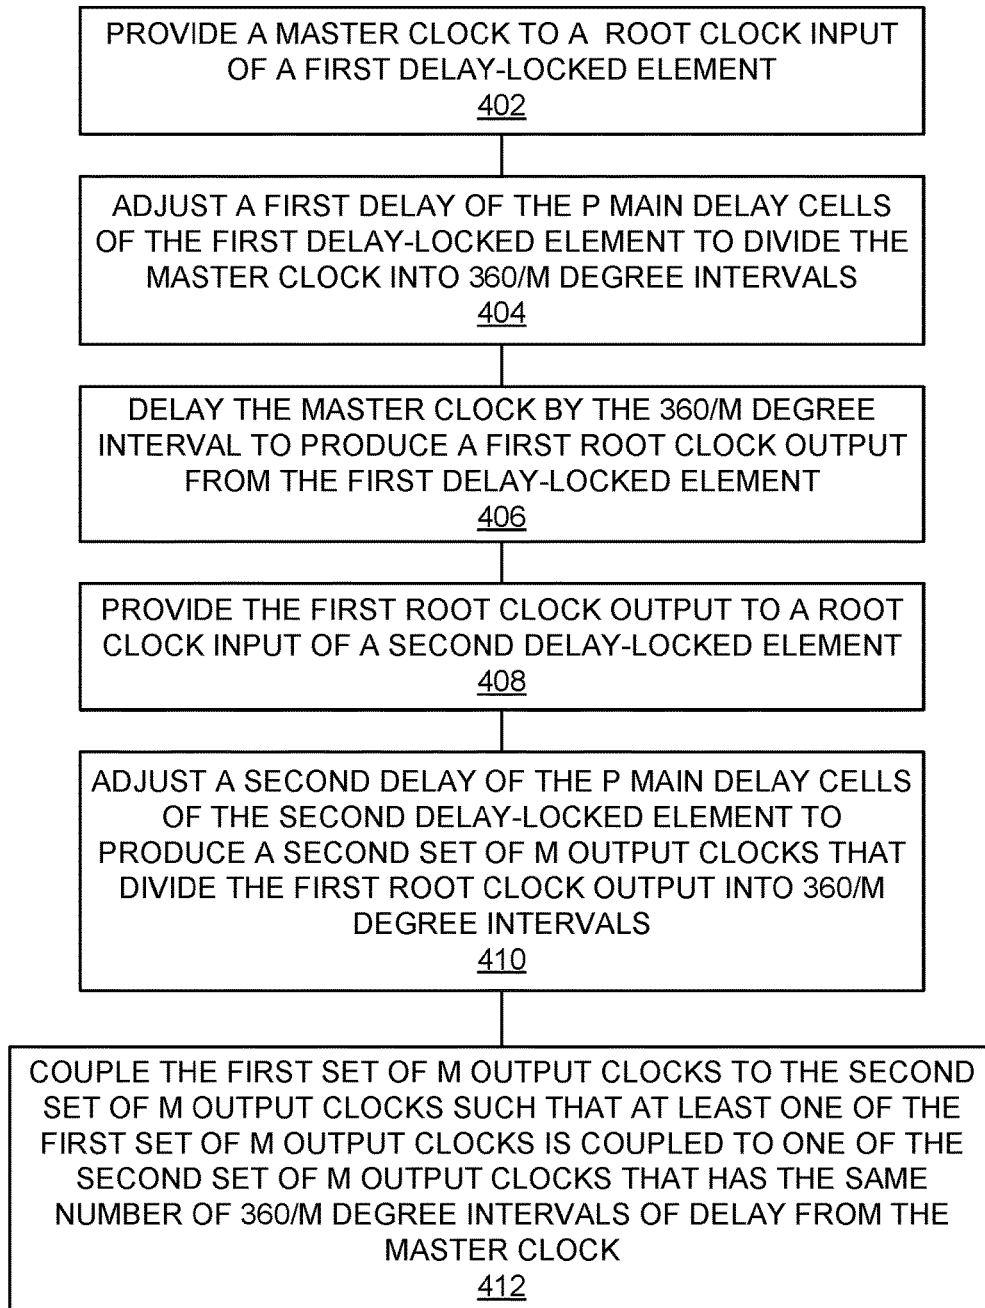 PROVIDE A MASTER CLOCK TO A ROOT CLOCK INPUT
OF A FIRST DELAY-LOCKED ELEMENT
402
ADJUST A FIRST DELAY OF THE P MAIN DELAY CELLS
OF THE FIRST DELAY-LOCKED ELEMENT TO DIVIDE THE
MASTER CLOCK INTO 360/M DEGREE INTERVALS
404
DELAY THE MASTER CLOCK BY THE 360/M DEGREE
INTERVAL TO PRODUCE A FIRST ROOT CLOCK OUTPUT
FROM THE FIRST DELAY-LOCKED ELEMENT
406
PROVIDE THE FIRST ROOT CLOCK OUTPUT TO A ROOT
CLOCK INPUT OF A SECOND DELAY-LOCKED ELEMENT
408
ADJUST A SECOND DELAY OF THE P MAIN DELAY CELLS
OF THE SECOND DELAY-LOCKED ELEMENT TO
PRODUCE A SECOND SET OF M OUTPUT CLOCKS THAT
DIVIDE THE FIRST ROOT CLOCK OUTPUT INTO 360/M
DEGREE INTERVALS
410
COUPLE THE FIRST SET OF M OUTPUT CLOCKS TO THE SECOND
SET OF M OUTPUT CLOCKS SUCH THAT AT LEAST ONE OF THE
FIRST SET OF M OUTPUT CLOCKS IS COUPLED TO ONE OF THE
SECOND SET OF M OUTPUT CLOCKS THAT HAS THE SAME
NUMBER OF 360/M DEGREE INTERVALS OF DELAY FROM THE
MASTER CLOCK
412